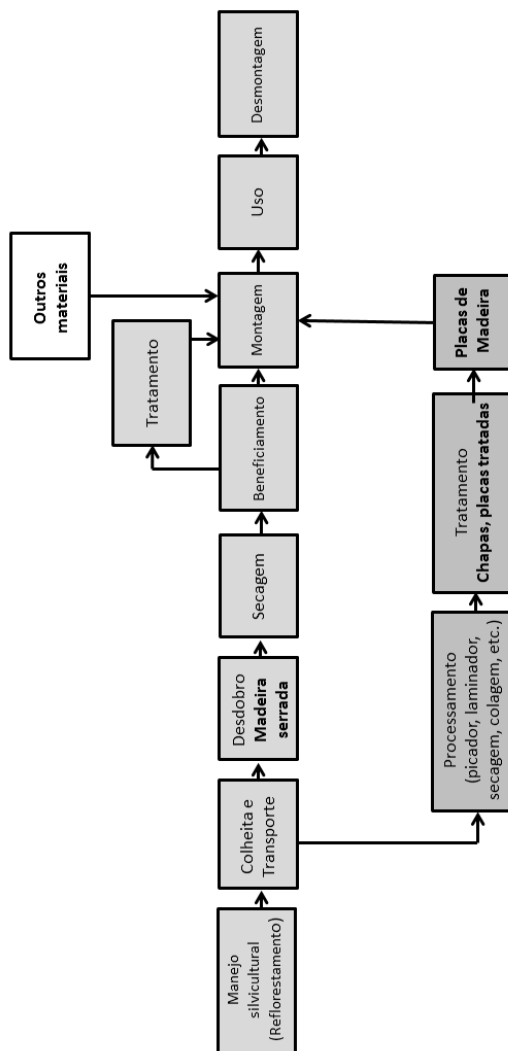 Manejo
silvicultural
(Reflorestamento)
Colheita e
Transporte
Desdobro
Madeira
serrada
Secagem
Beneficiamento
Tratamento
Montagem
Outros
materiais
Uso
Desmontagem
Processamento
(picador, laminador,
secagem, colagem, etc.)
Tratamento
Chapas, placas tratadas
Placas de
Madeira